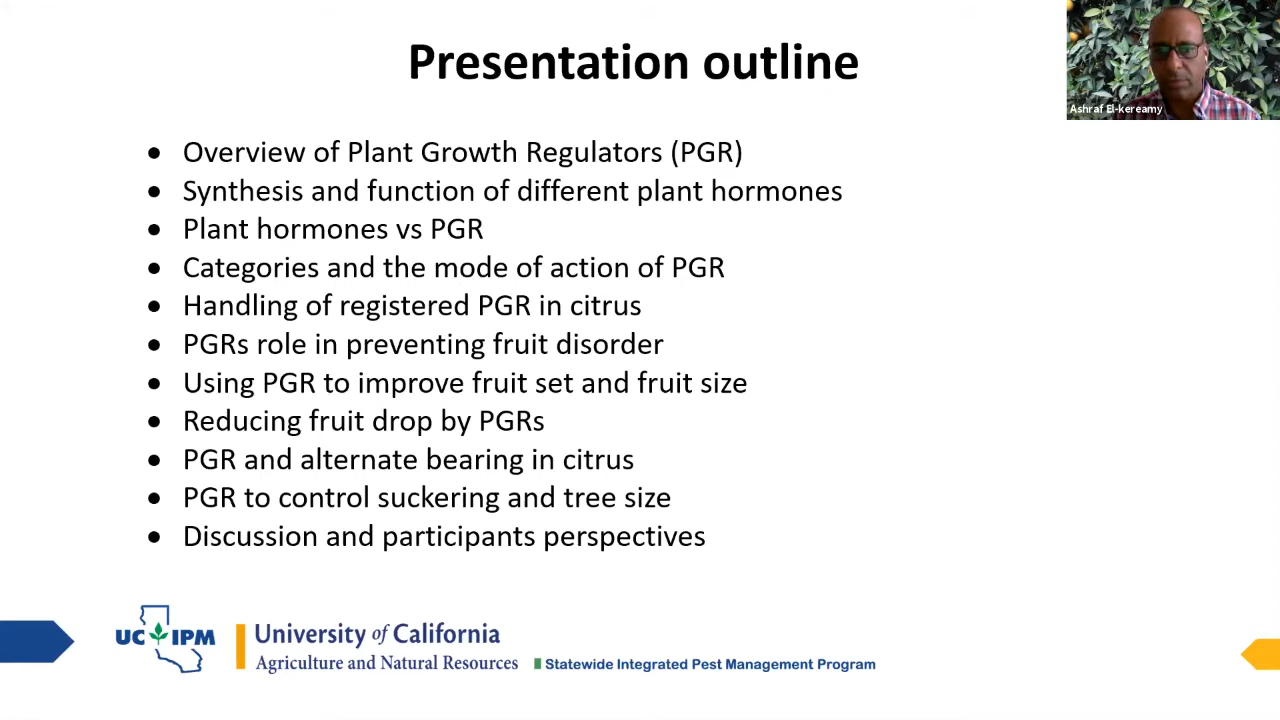 Presentation outline
Ashraf El-kereamy
• Overview of Plant Growth Regulators (PGR)
• Synthesis and function of different plant hormones
• Plant hormones vs PGR
• Categories and the mode of action of PGR
• Handling of registered PGR in citrus
• PGRs role in preventing fruit disorder
• Using PGR to improve fruit set and fruit size
• Reducing fruit drop by PGRs
• PGR and alternate bearing in citrus
• PGR to control suckering and tree size
• Discussion and participants perspectives
UC IPM
University of California
Agriculture and Natural Resources
Statewide Integrated Pest Management Program